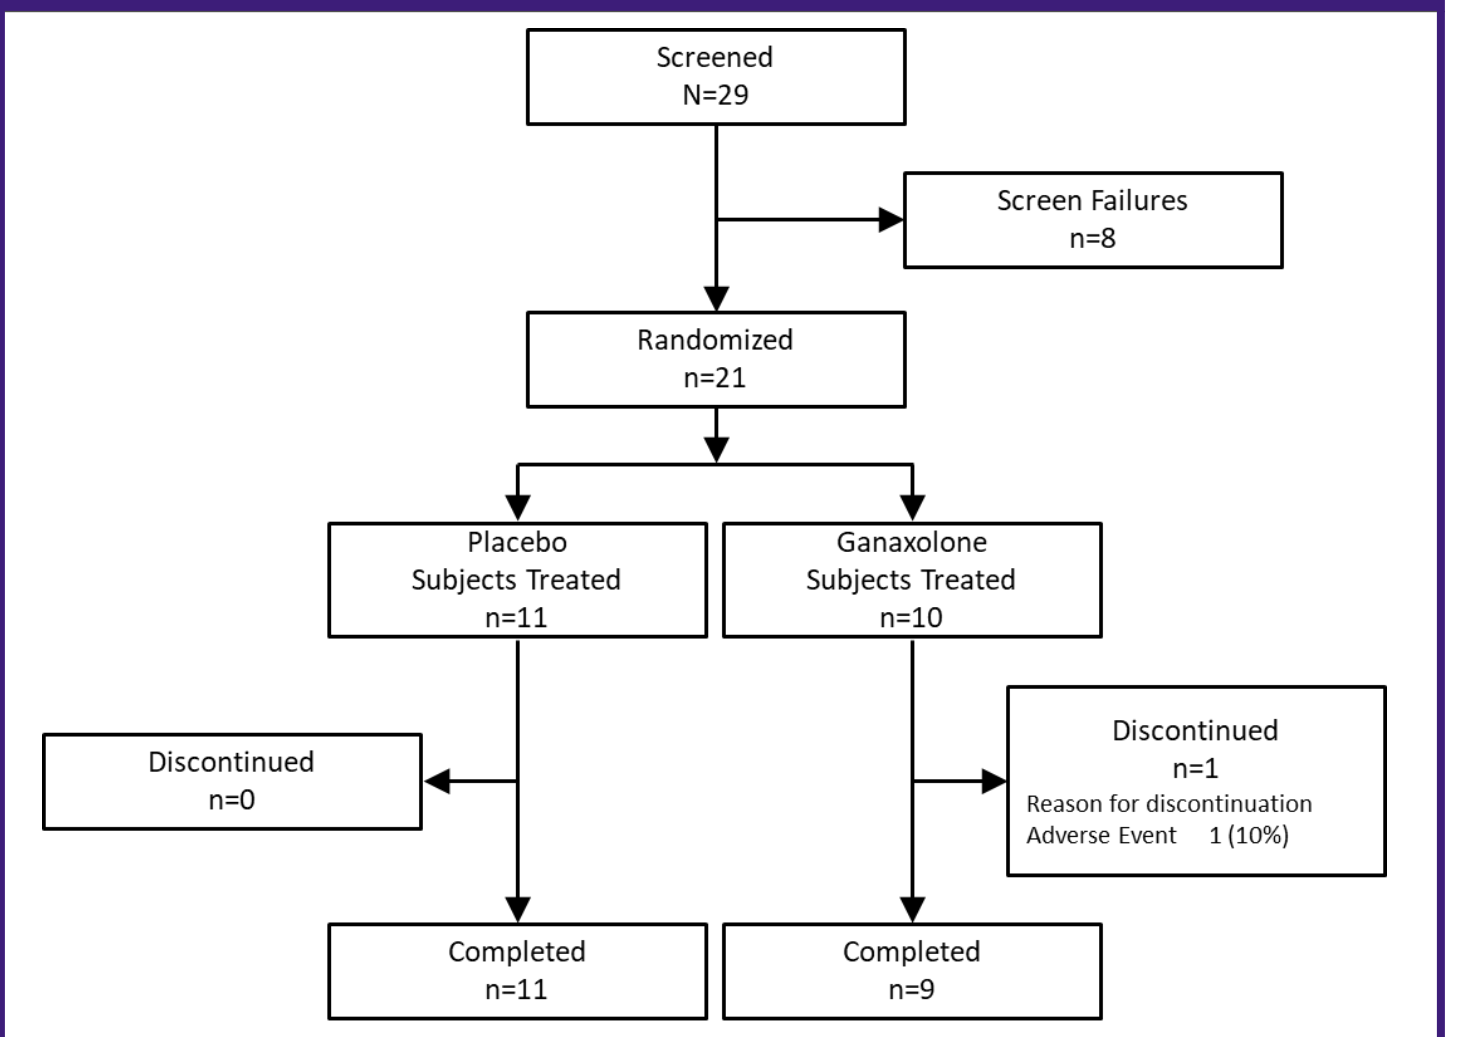 Screened
N=29
Screen Failures
n=8
Randomized
n=21
Placebo
Subjects Treated
n=11
Ganaxolone
Subjects Treated
n=10
Discontinued
n=0
Discontinued
n=1
Reason for discontinuation
Adverse Event 1 (10%)
Completed
n=11
Completed
n=9